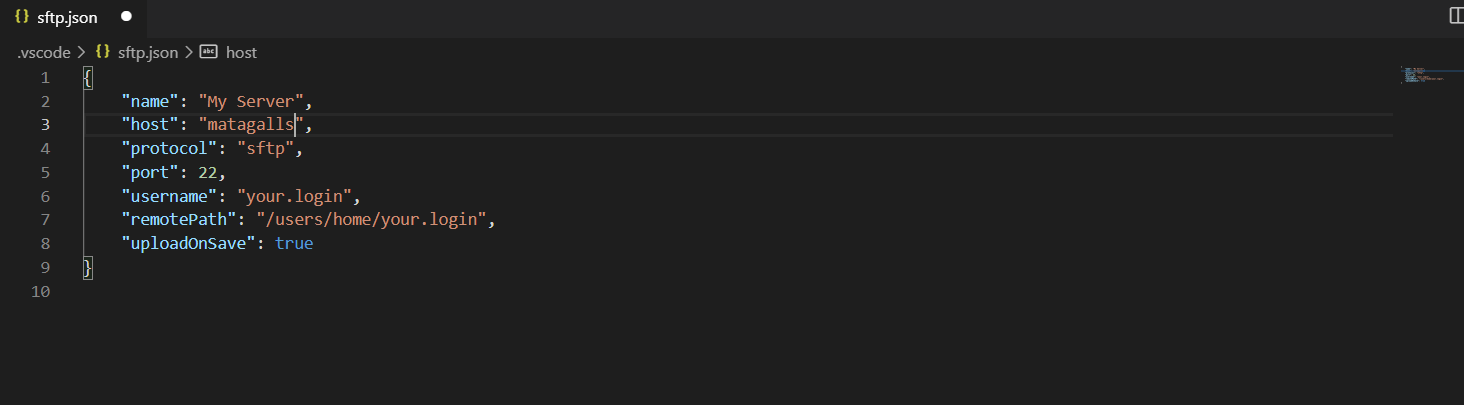 {} sftp.json
.vscode > {} sftp.json > abc host
1 {
2 "name": "My Server",
3 "host": "matagalls",
4 "protocol": "sftp",
5 "port": 22,
6 "username": "your.login",
7 "remotePath": "/users/home/your.login",
8 "uploadOnSave": true
9 }
10